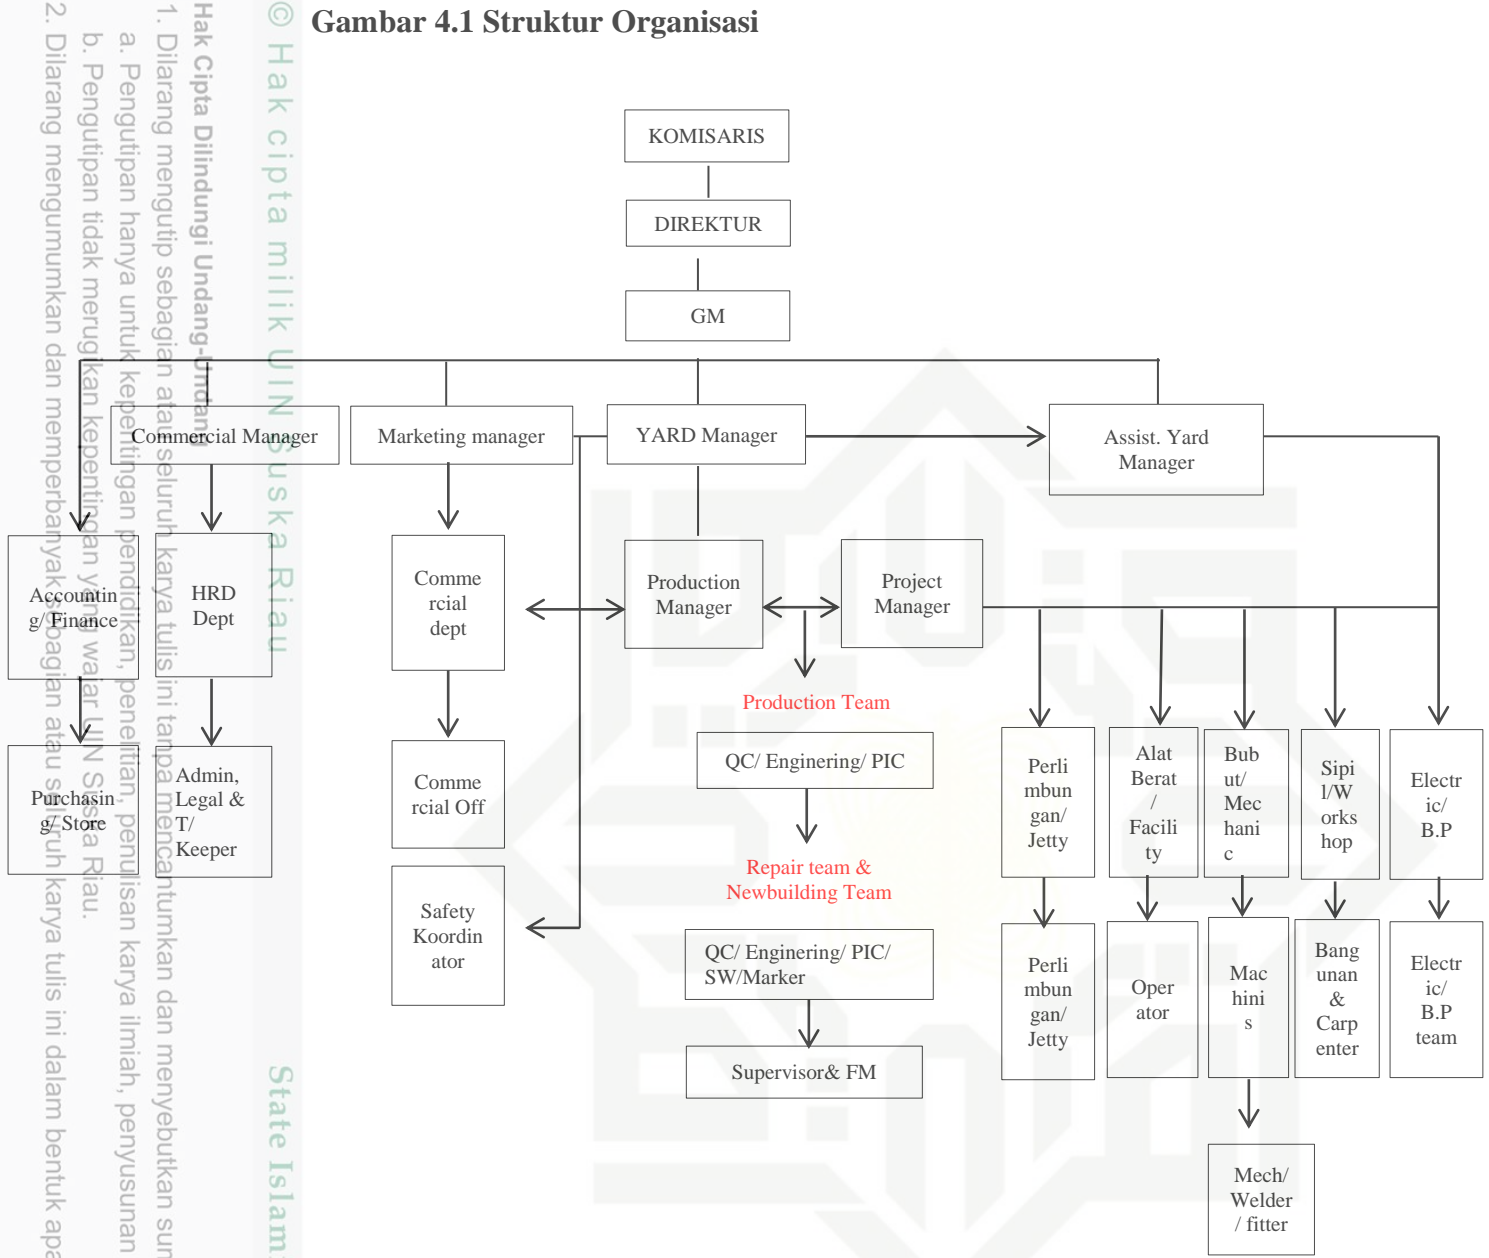 Gambar 4.1 Struktur Organisasi
KOMISARIS
DIREKTUR
GM
Commercial Manager
Marketing manager
YARD Manager
Assist. Yard
Manager
Accountin
g/ Finance
HRD
Dept
Comme
rcial
dept
Production
Manager
Project
Manager
Production Team
Purchasin
g/ Store
Admin,
Legal &
T/
Keeper
Comme
rcial Off
QC/ Enginering/ PIC
Perli
mbun
gan/
Jetty
Alat
Berat
/
Facili
ty
Bub
ut/
Mec
hani
c
Sipi
l/W
orks
hop
Electr
ic/
B.P
Repair team &
Newbuilding Team
Safety
Koordin
ator
QC/ Enginering/ PIC/
SW/Marker
Perli
mbun
gan/
Jetty
Oper
ator
Mac
hini
s
Bang
unan
&
Carp
enter
Electr
ic/
B.P
team
Supervisor& FM
Mech/
Welder
/ fitter
© Hak cipta milik UIN Suska Riau
State Islam
Hak Cipta Dilindungi Undang-Undang
1. Dilarang mengutip sebagian atau seluruh karya tulis ini tanpa mencantumkan dan menyebutkan sum
a. Pengutipan hanya untuk kepentingan pendidikan, penelitian, penulisan karya ilmiah, penyusunan
b. Pengutipan tidak merugikan kepentingan yang wajar UIN Suska Riau.
2. Dilarang mengumumkan dan memperbanyak sebagian atau seluruh karya tulis ini dalam bentuk apa